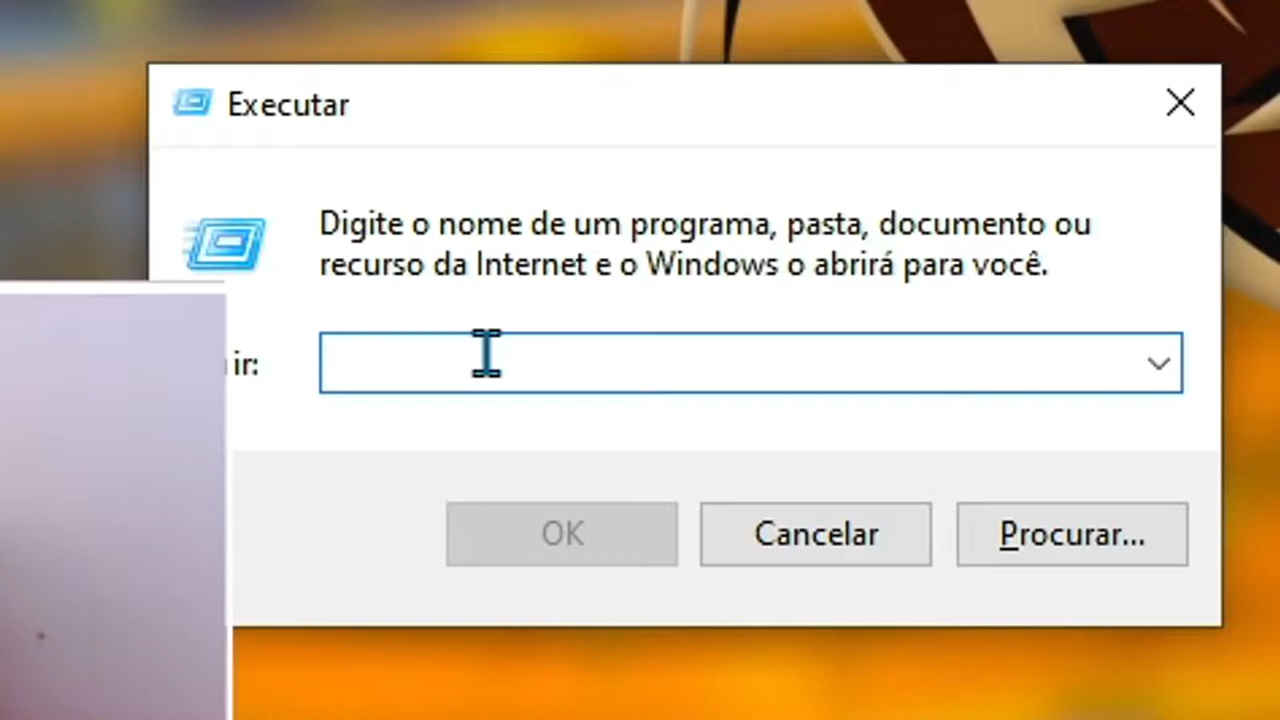 Executar
Digite o nome de um programa, pasta, documento ou
recurso da Internet e o Windows o abrirá para você.
ir:
OK
Cancelar
Procurar...